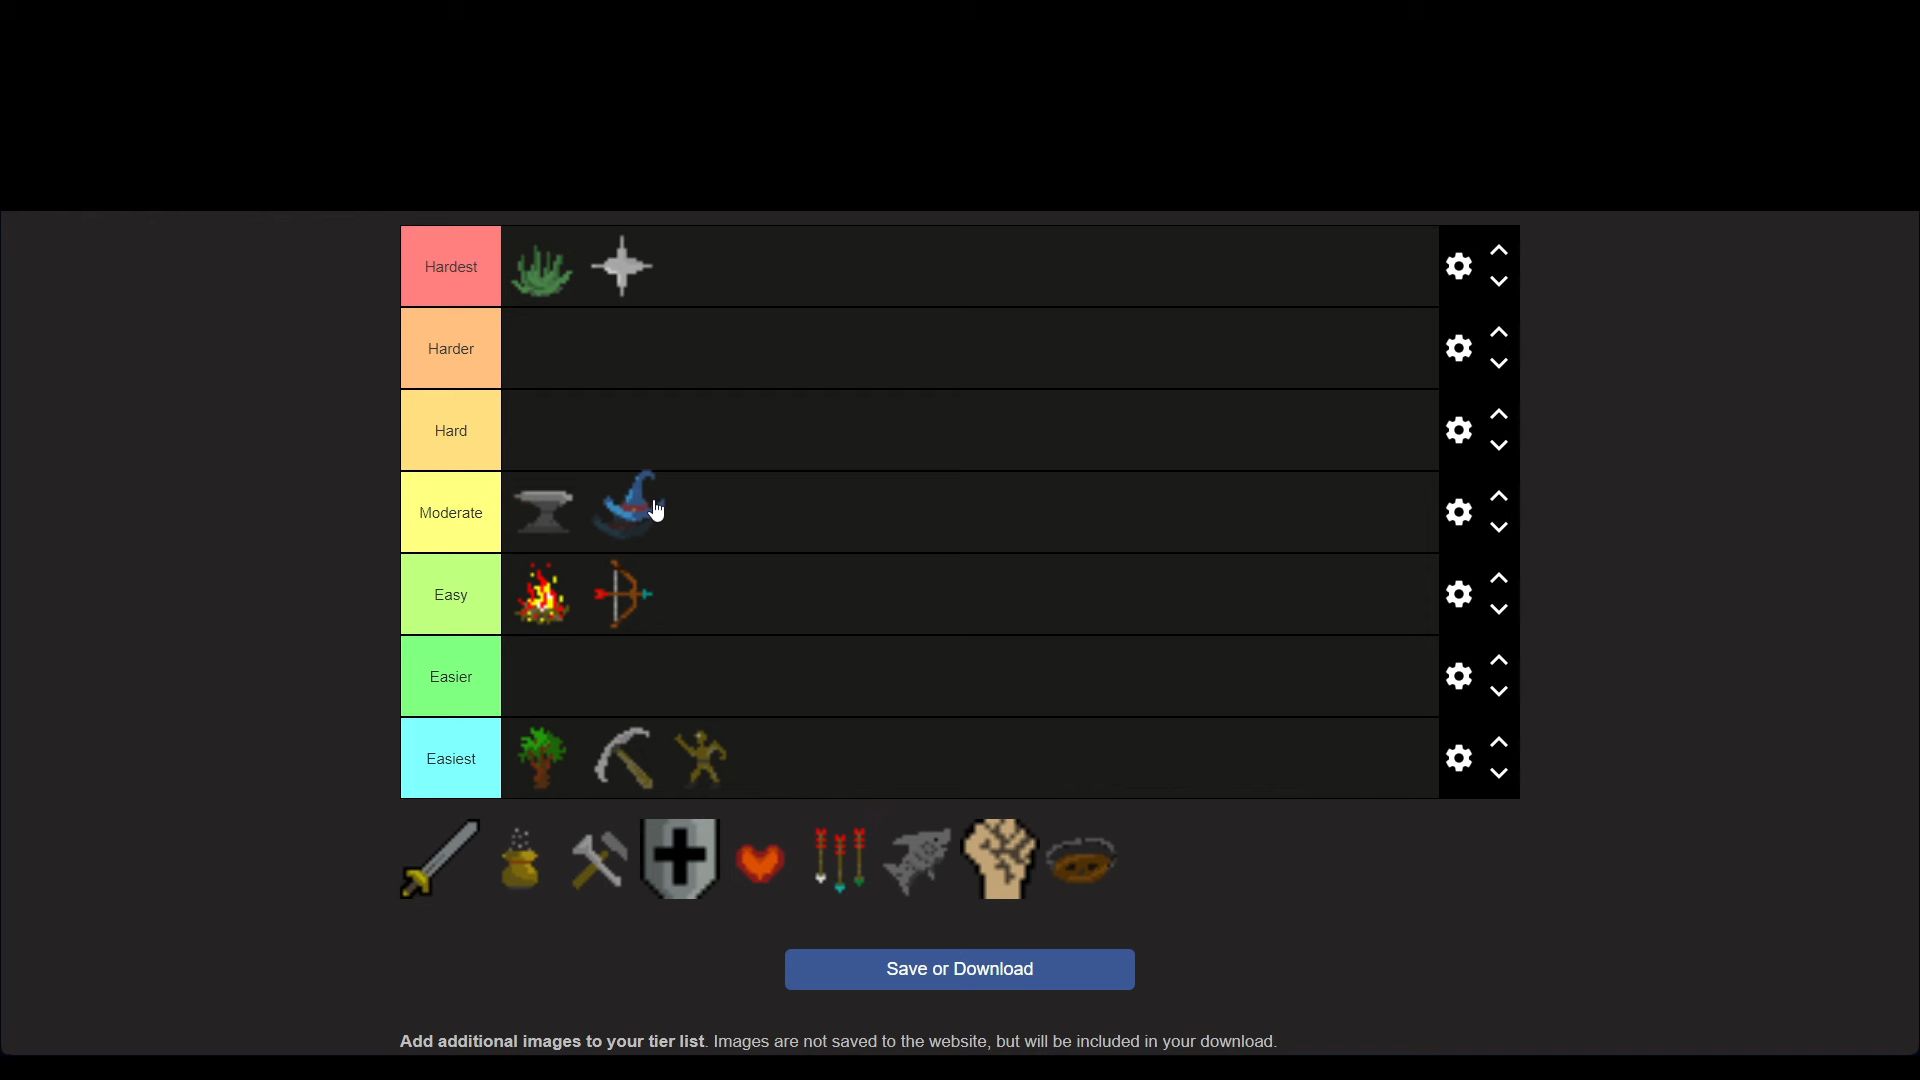 Hardest
Harder
Hard
Moderate
Easy
Easier
Easiest
Save or Download
Add additional images to your tier list. Images are not saved to the website, but will be included in your download.